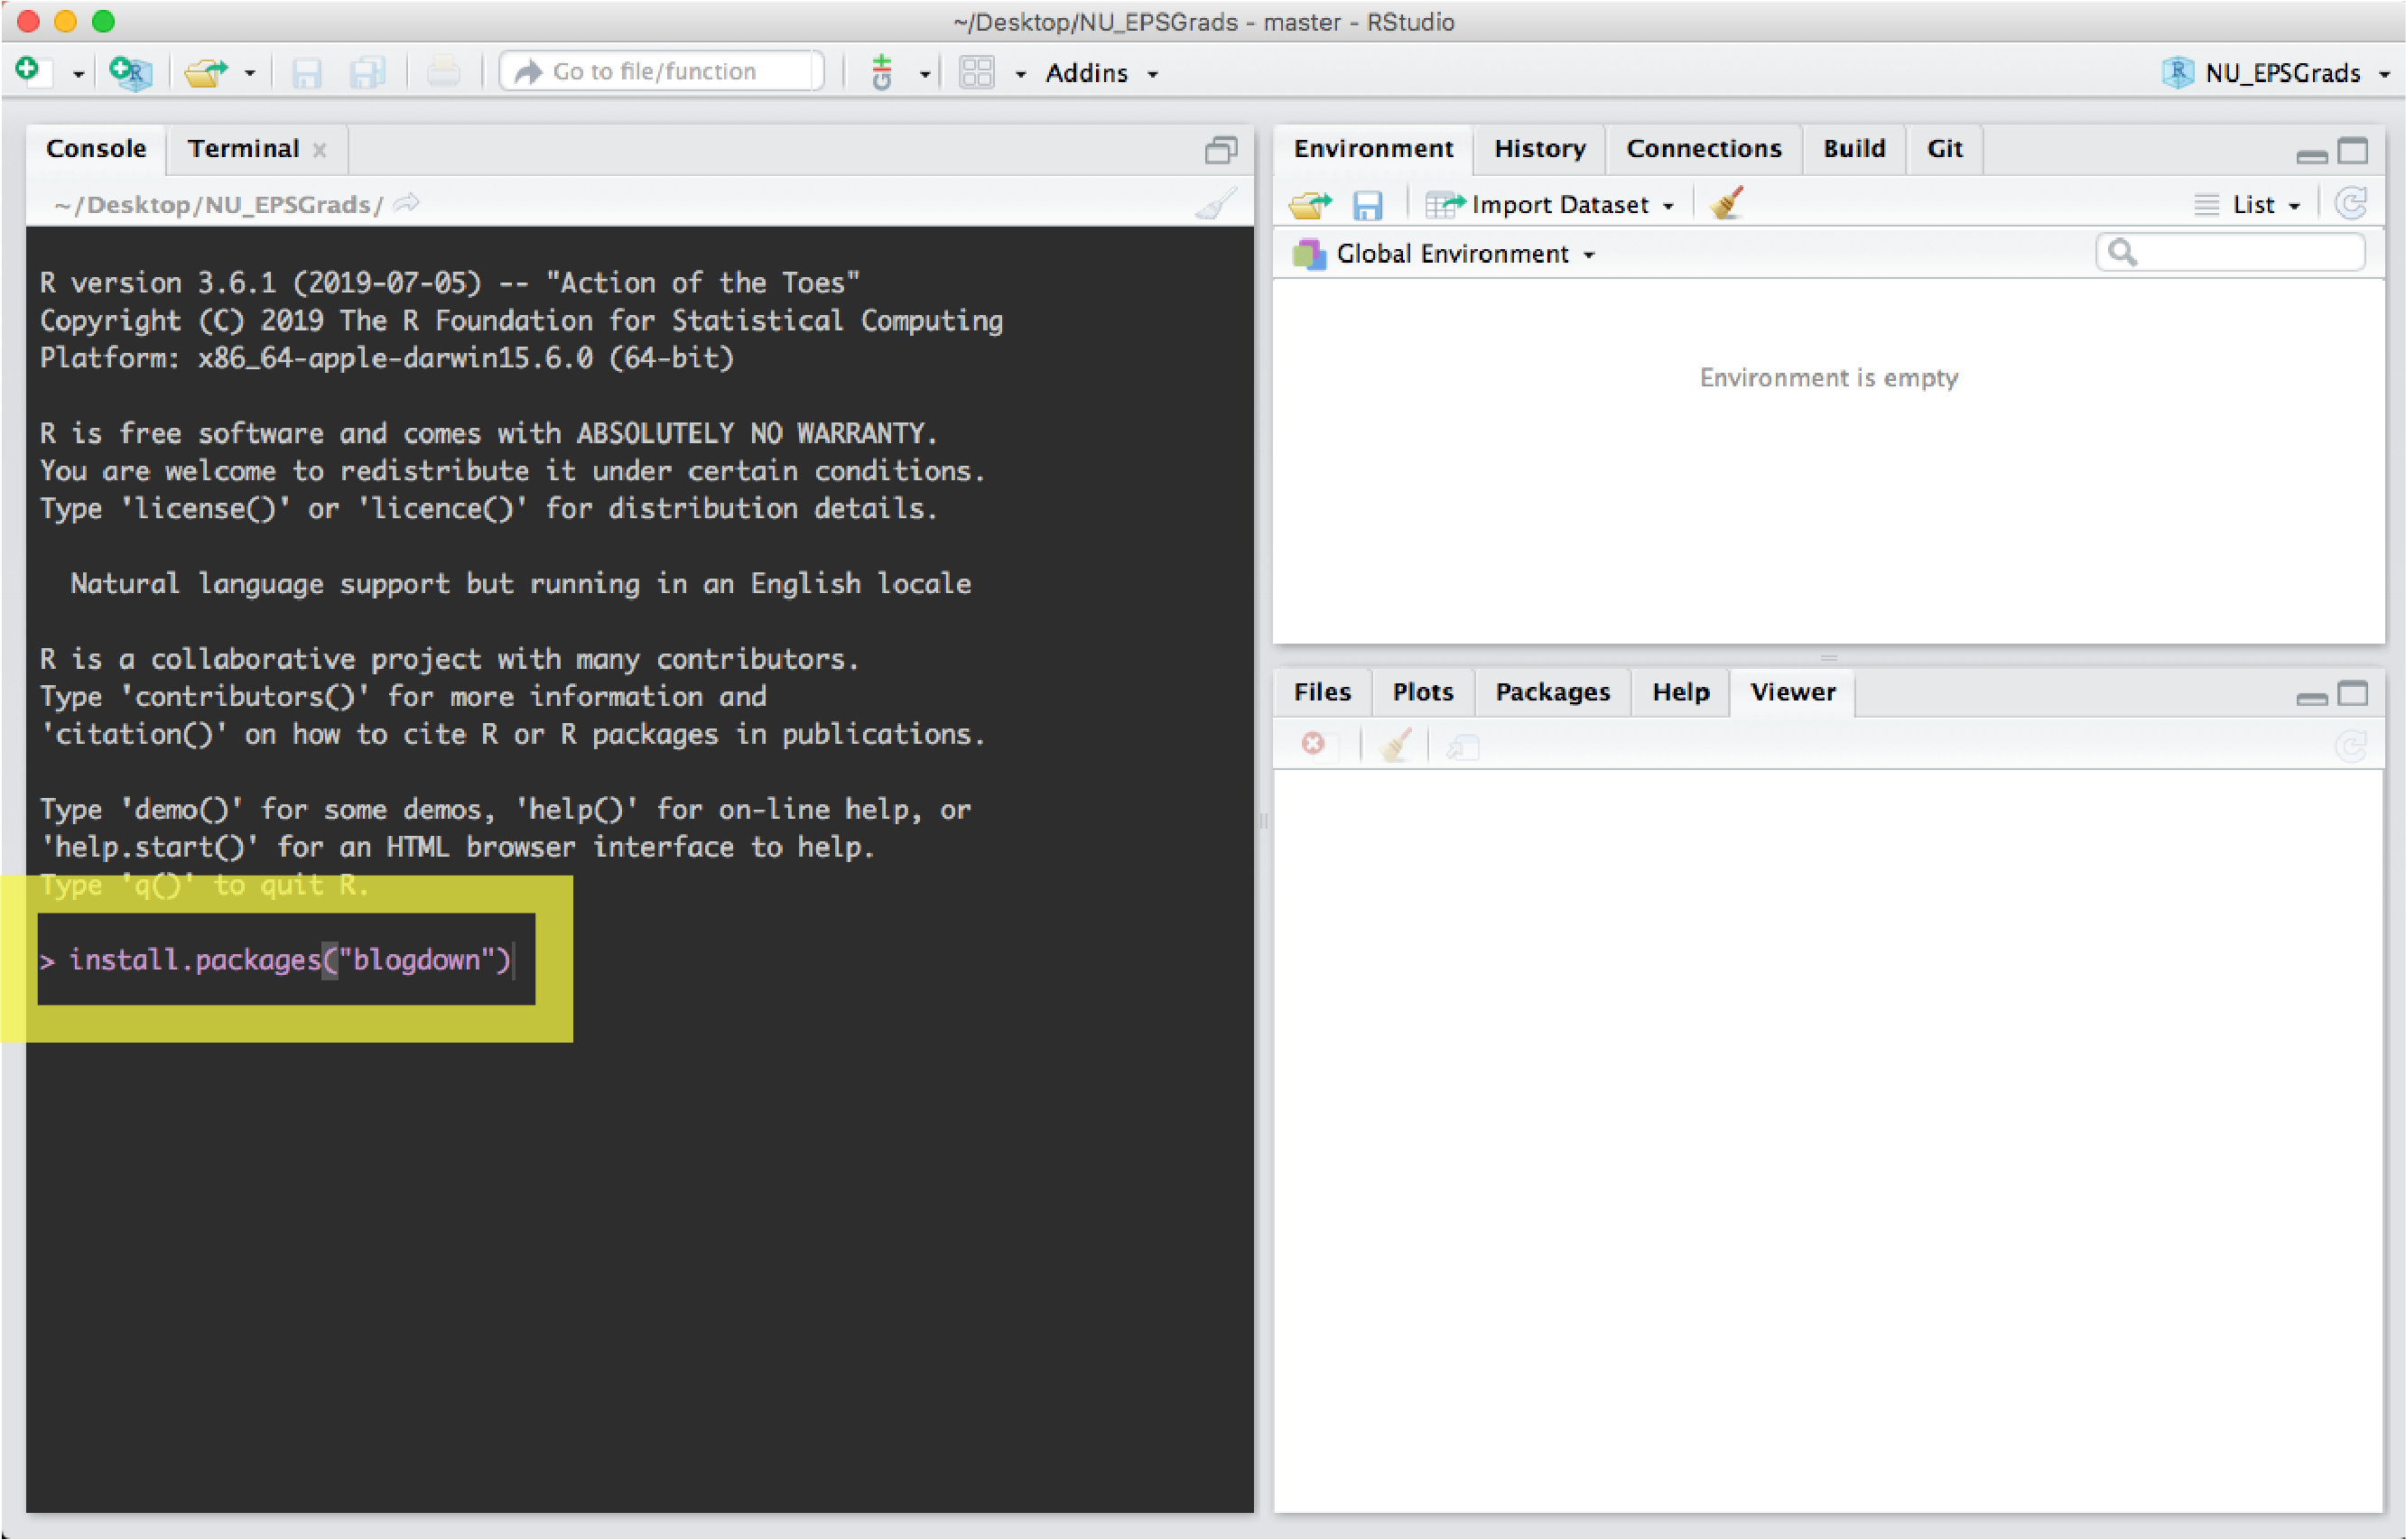 ~/Desktop/NU_EPSGrads - master - RStudio
Go to file/function
Addins
NU_EPSGrads
Console
Terminal
~/Desktop/NU_EPSGrads/
R version 3.6.1 (2019-07-05) -- "Action of the Toes"
Copyright (C) 2019 The R Foundation for Statistical Computing
Platform: x86_64-apple-darwin15.6.0 (64-bit)
R is free software and comes with ABSOLUTELY NO WARRANTY.
You are welcome to redistribute it under certain conditions.
Type 'license()' or 'licence()' for distribution details.
Natural language support but running in an English locale
R is a collaborative project with many contributors.
Type 'contributors()' for more information and
'citation()' on how to cite R or R packages in publications.
Type 'demo()' for some demos, 'help()' for on-line help, or
'help.start()' for an HTML browser interface to help.
Type 'q()' to quit R.
> install.packages("blogdown")
Environment
History
Connections
Build
Git
Import Dataset
List
Global Environment
Environment is empty
Files
Plots
Packages
Help
Viewer